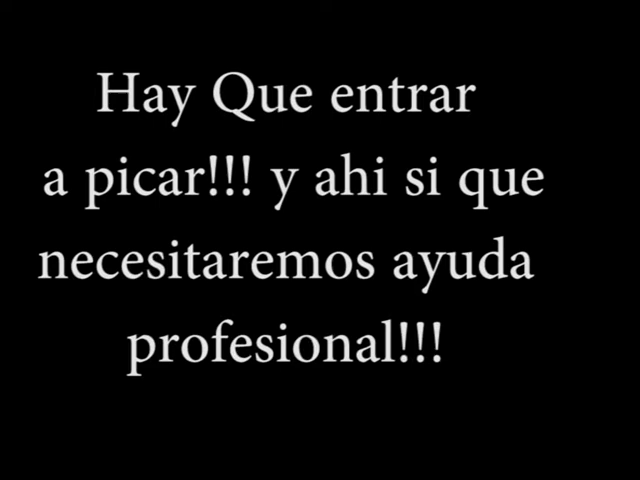 Hay Que entrar
a picar!!! y ahi si que
necesitaremos ayuda
profesional!!!